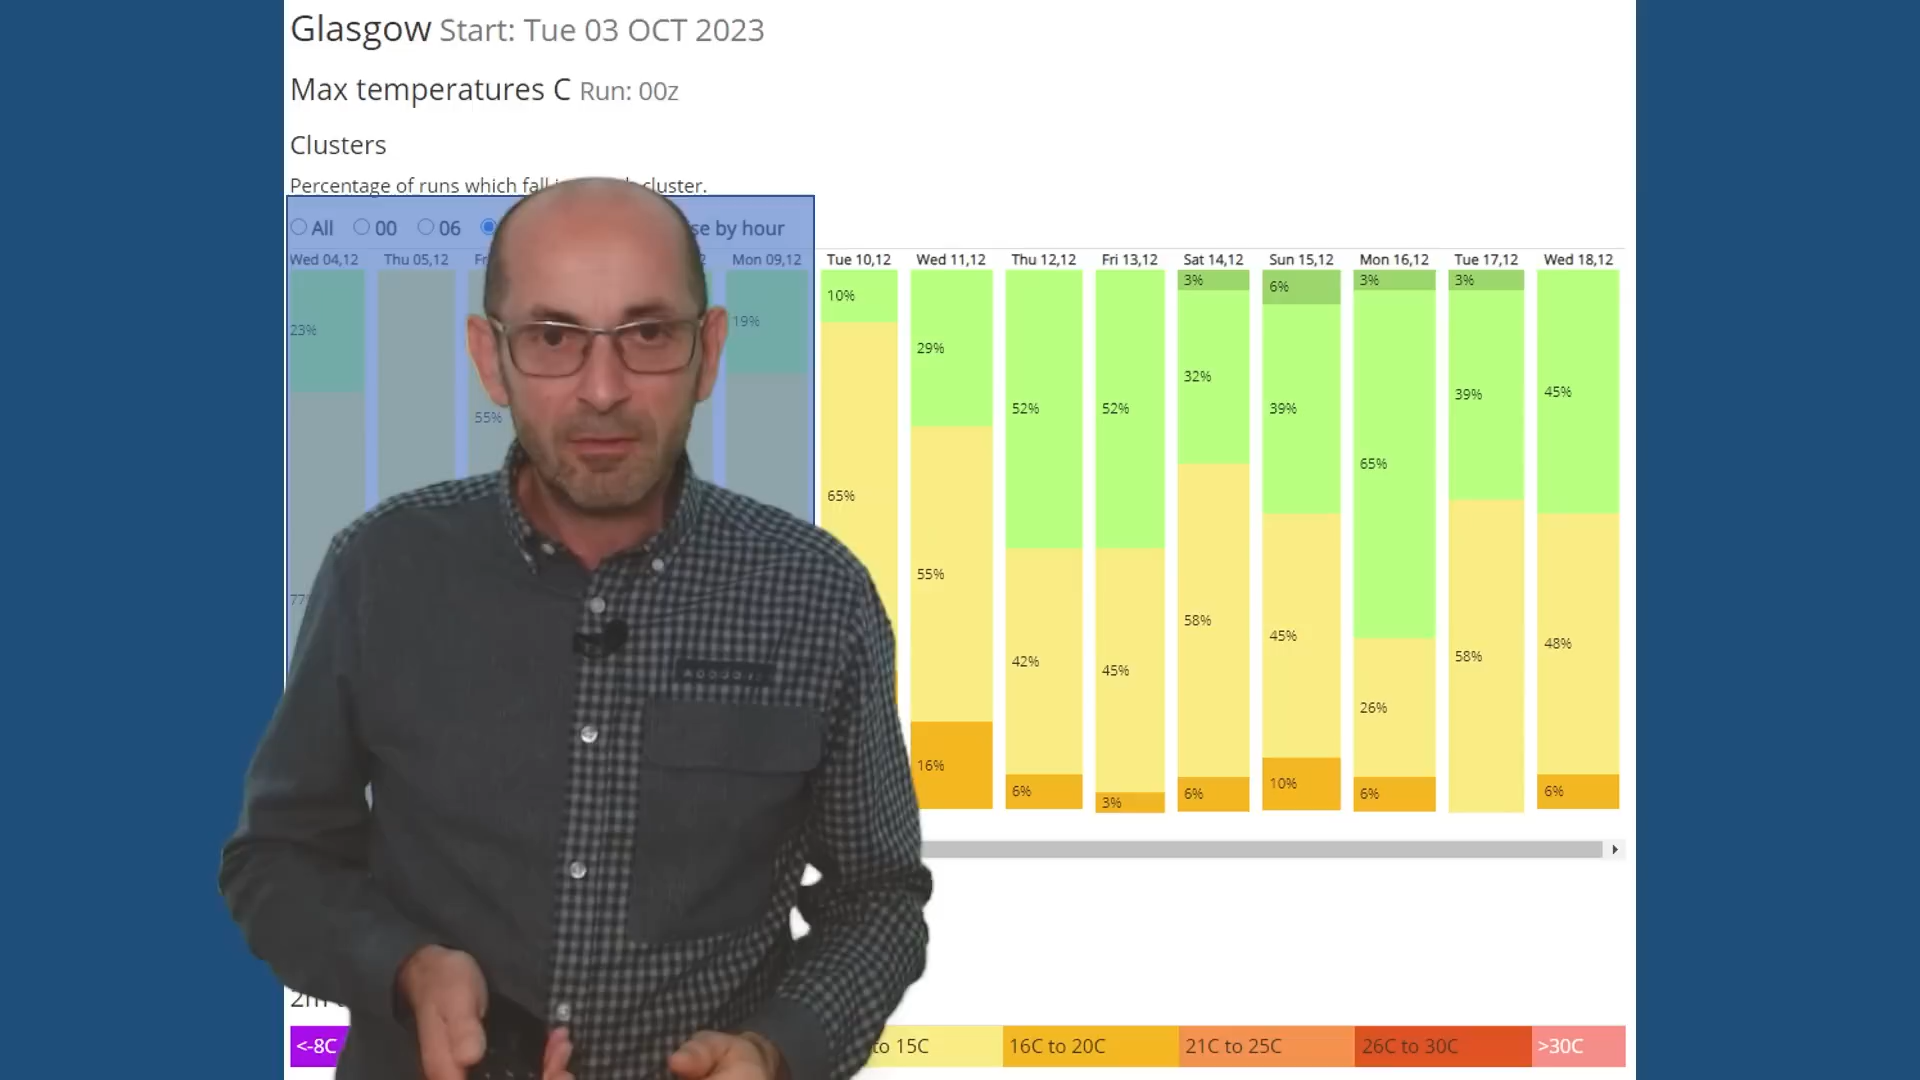 Glasgow Start: Tue 03 OCT 2023
Max temperatures C Run: 00z
Clusters
Percentage of runs which fall cluster.
All 00 06 by hour
Wed 04,12 Thu 05,12 Mon 09,12 Tue 10,12 Wed 11,12 Thu 12,12 Fri 13,12 Sat 14,12 Sun 15,12 Mon 16,12 Tue 17,12 Wed 18,12
3% 6% 3% 3%
10%
23% 19%
29%
32%
39% 45%
55% 52% 52% 39%
65% 65%
55%
58% 45% 48%
42% 45% 58%
26%
16%
6% 3% 6% 10% 6% 6%
<-8C to 15C 16C to 20C 21C to 25C 26C to 30C >30C